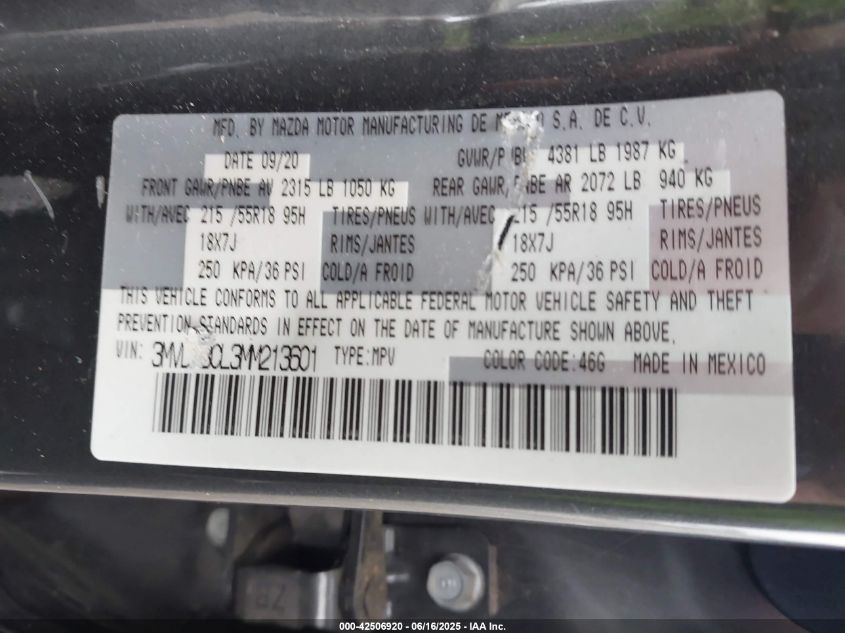 MFD. BY MAZDA MOTOR MANUFACTURING DE S.A. DE C.V.
DATE 09/20 4381 LB 1987 KG
FRONT GAWR/PNBE AV 2315 LB 1050 KG REAR GAWR/PNBE AR 2072 LB 940 KG
WITH/AVEC 215 /55R18 95H TIRES/PNEUS WITH/AVEC 215 /55R18 95H TIRES/PNEUS
18X7J RIMS/JANTES 18X7J RIMS/JANTES
250 KPA/36 PSI COLD/A FROID 250 KPA/36 PSI COLD/A FROID
THIS VEHICLE CONFORMS TO ALL APPLICABLE FEDERAL MOTOR VEHICLE SAFETY AND THEFT
PREVENTION STANDARDS IN EFFECT ON THE DATE OF MANUFACTURE SHOWN ABOVE.
VIN: TYPE:MPV COLOR CODE:46G MADE IN MEXICO
000-42506920 - 06/16/2025 - IAA Inc.